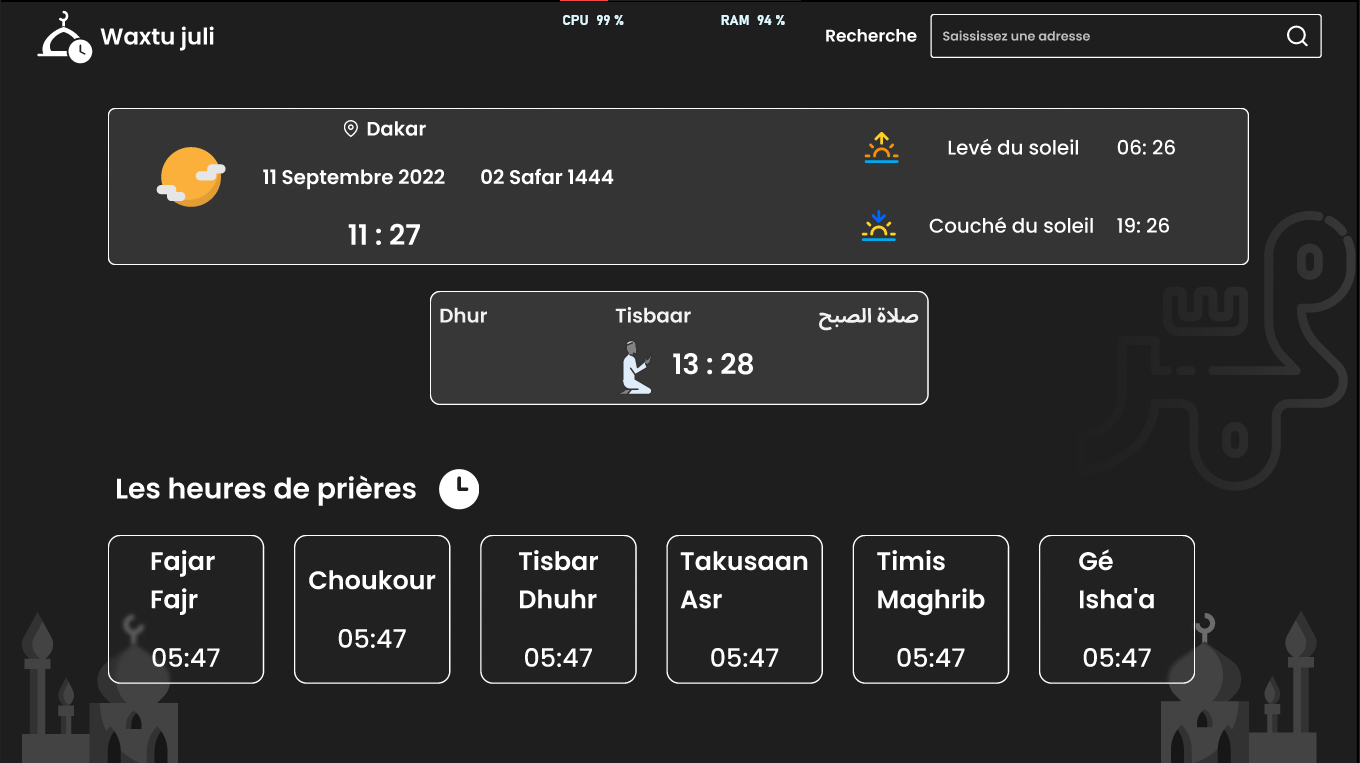 CPU 99 % RAM 94 %
Waxtu juli
Recherche
Saississez une adresse
Dakar
11 Septembre 2022 02 Safar 1444
11 : 27
Levé du soleil 06: 26
Couché du soleil 19: 26
Dhur Tisbaar صلاة الصبح
13 : 28
Les heures de prières
Fajar
Fajr
05:47
Choukour
05:47
Tisbar
Dhuhr
05:47
Takusaan
Asr
05:47
Timis
Maghrib
05:47
Gé
Isha'a
05:47